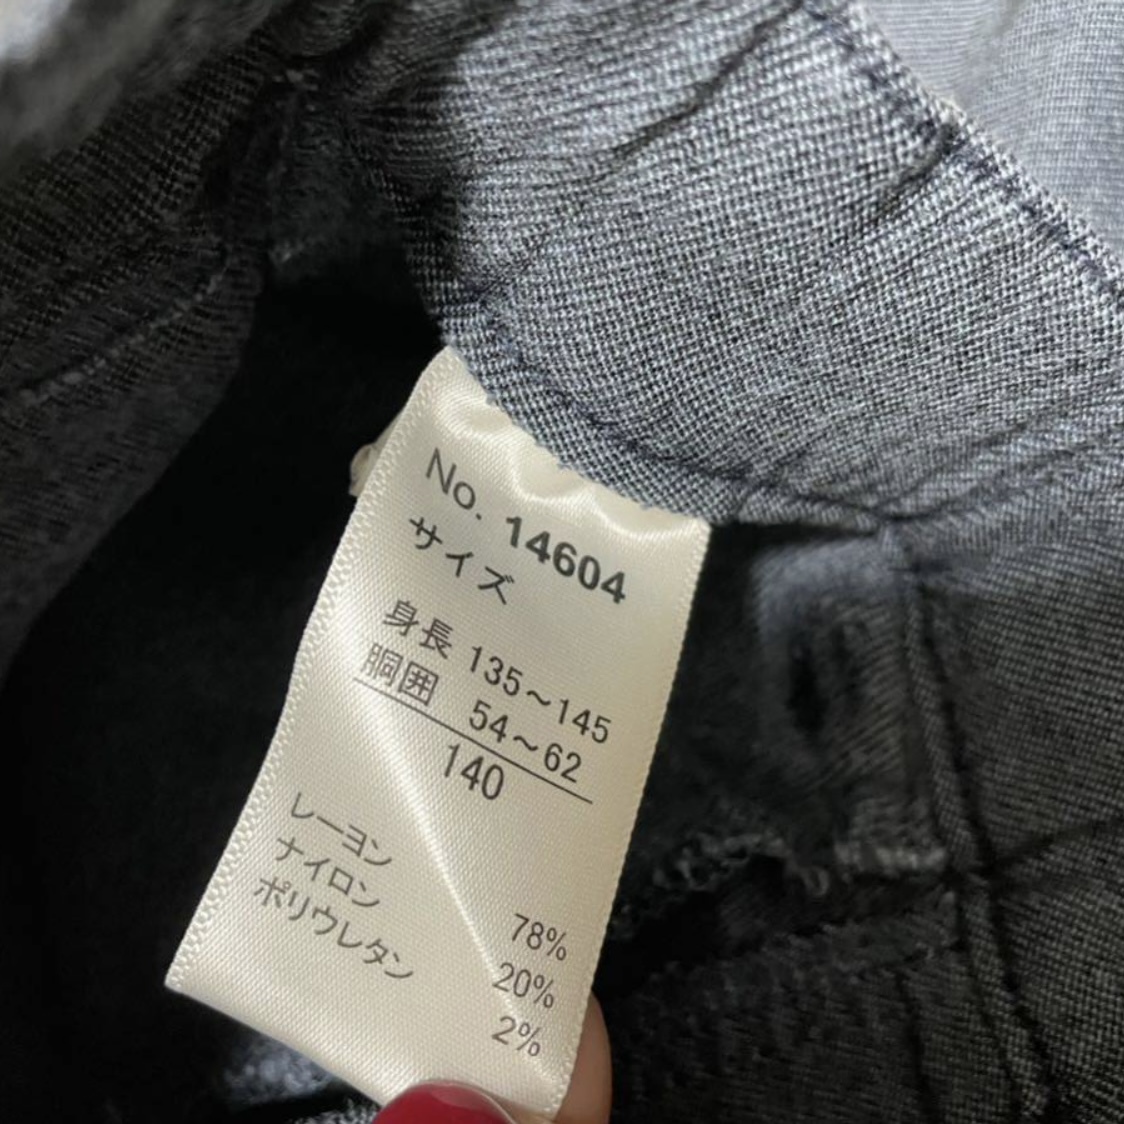 No. 14604
サイズ
身長 135～145
胴囲 54～62
140
レーヨン 78%
ナイロン 20%
ポリウレタン 2%